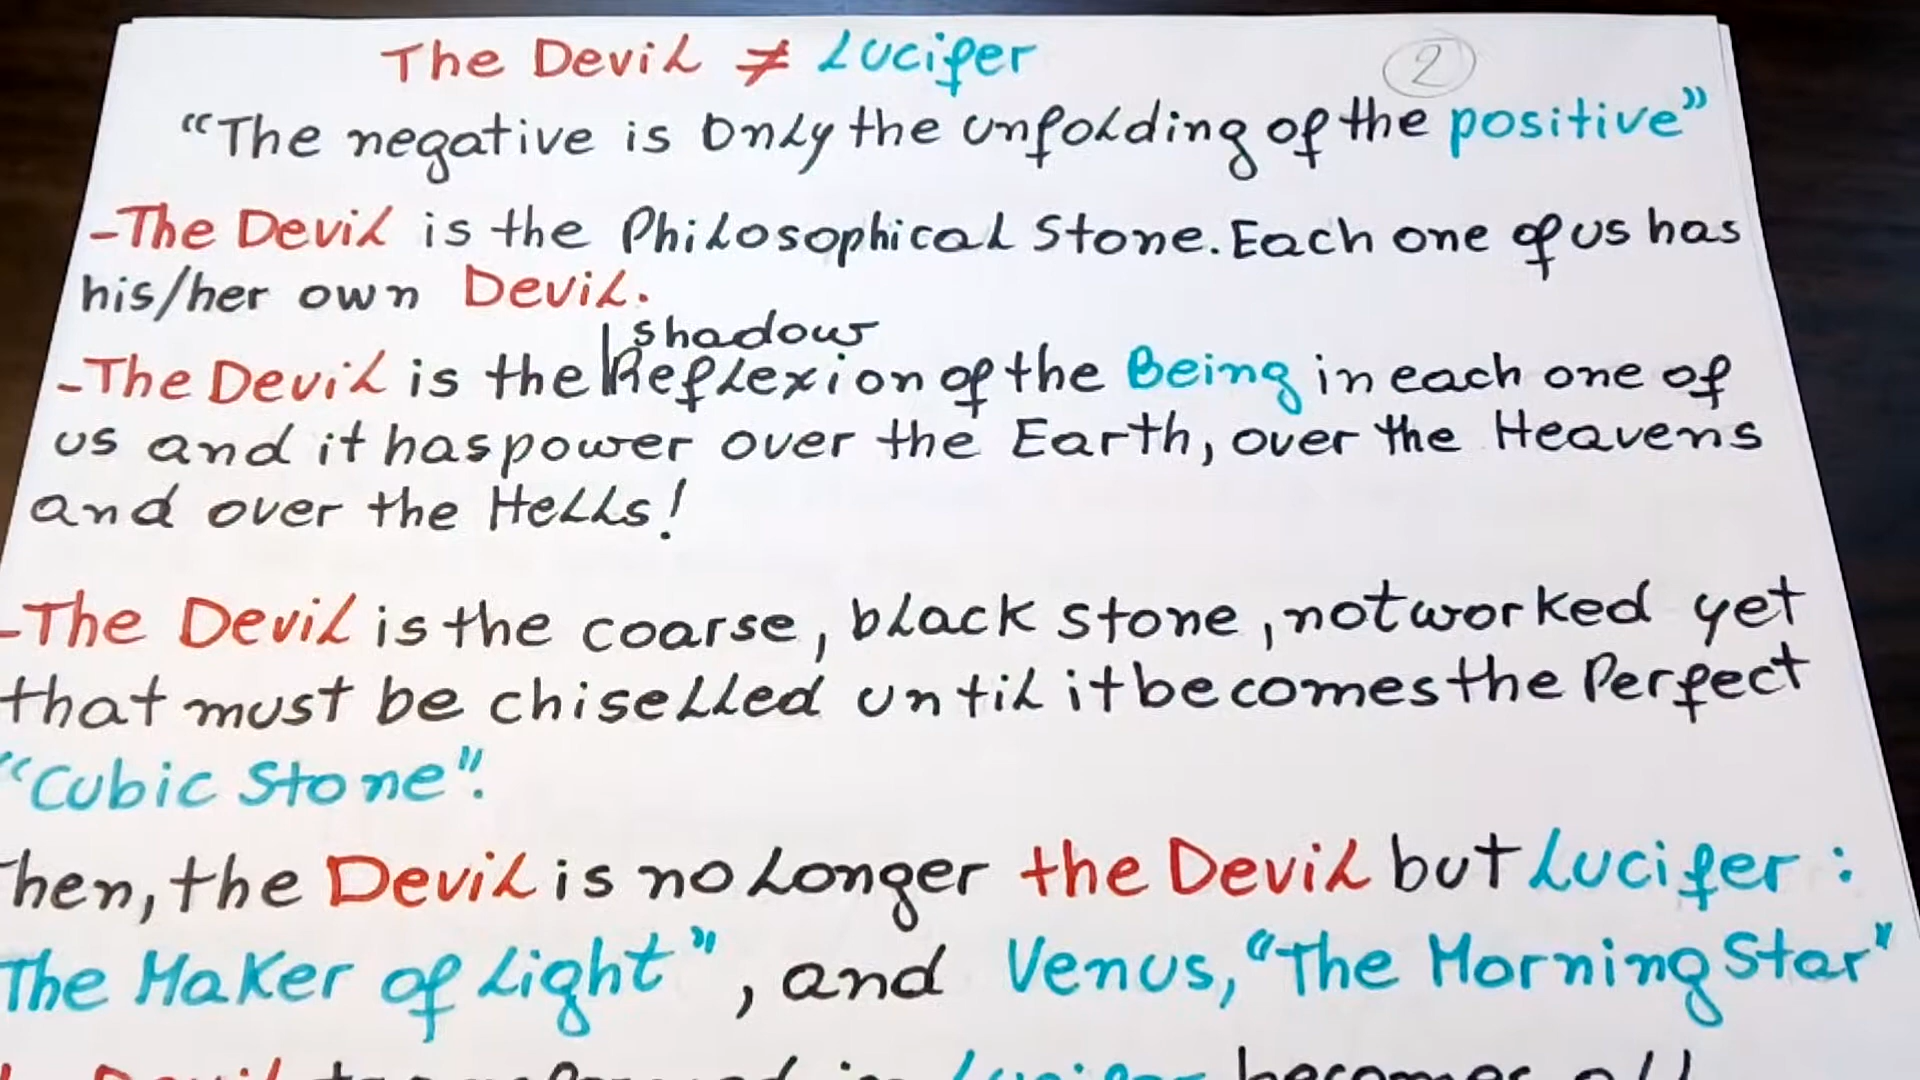 The Devil ≠ Lucifer
2
"The negative is only the unfolding of the positive"
-The Devil is the Philosophical Stone. Each one of us has
his/her own Devil.
shadow
-The Devil is the Reflexion of the Being in each one of
us and it has power over the Earth, over the Heavens
and over the Hells!
-The Devil is the coarse, black stone, not worked yet
that must be chiselled until it becomes the Perfect
"Cubic Stone".
Then, the Devil is no longer the Devil but Lucifer:
The Maker of Light", and Venus, "The Morning Star"
Devil in Lucifer becomes